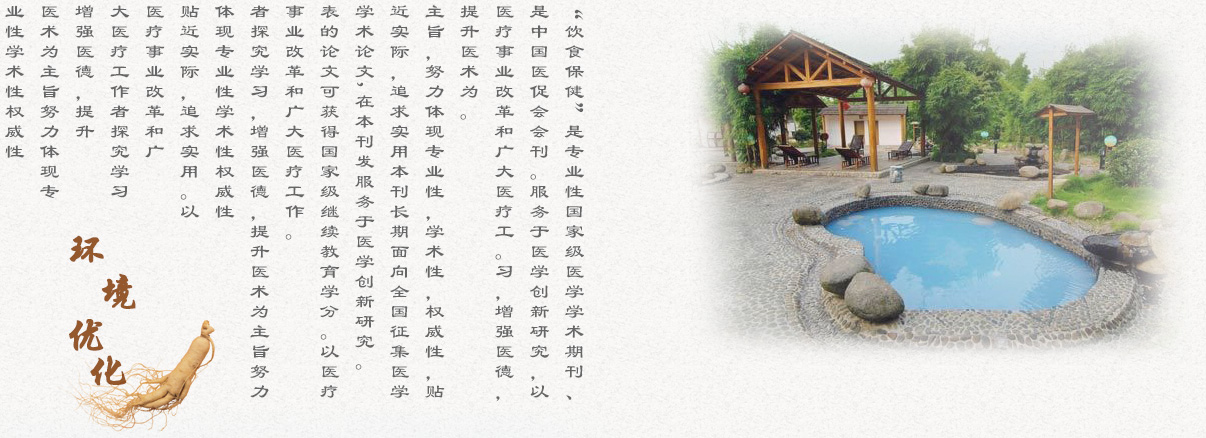 “饮食保健”是专业性国家级医学学术期刊、
是中国医促会会刊。服务于医学创新研究，以
医疗事业改革和广大医疗工。习，增强医德，
提升医术为。
主旨，努力体现专业性，学术性，权威性，贴
近实际，追求实用本刊长期面向全国征集医学
学术论文，在本刊发服务于医学创新研究。
表的论文可获得国家级继续教育学分。以医疗
事业改革和广大医疗工作。
者探究学习，增强医德，提升医术为主旨努力
体现专业性学术性权威性
贴近实际，追求实用。以
医疗事业改革和广
大医疗工作者探究学习
增强医德，提升
医术为主旨努力体现专
业性学术性权威性
环境优化